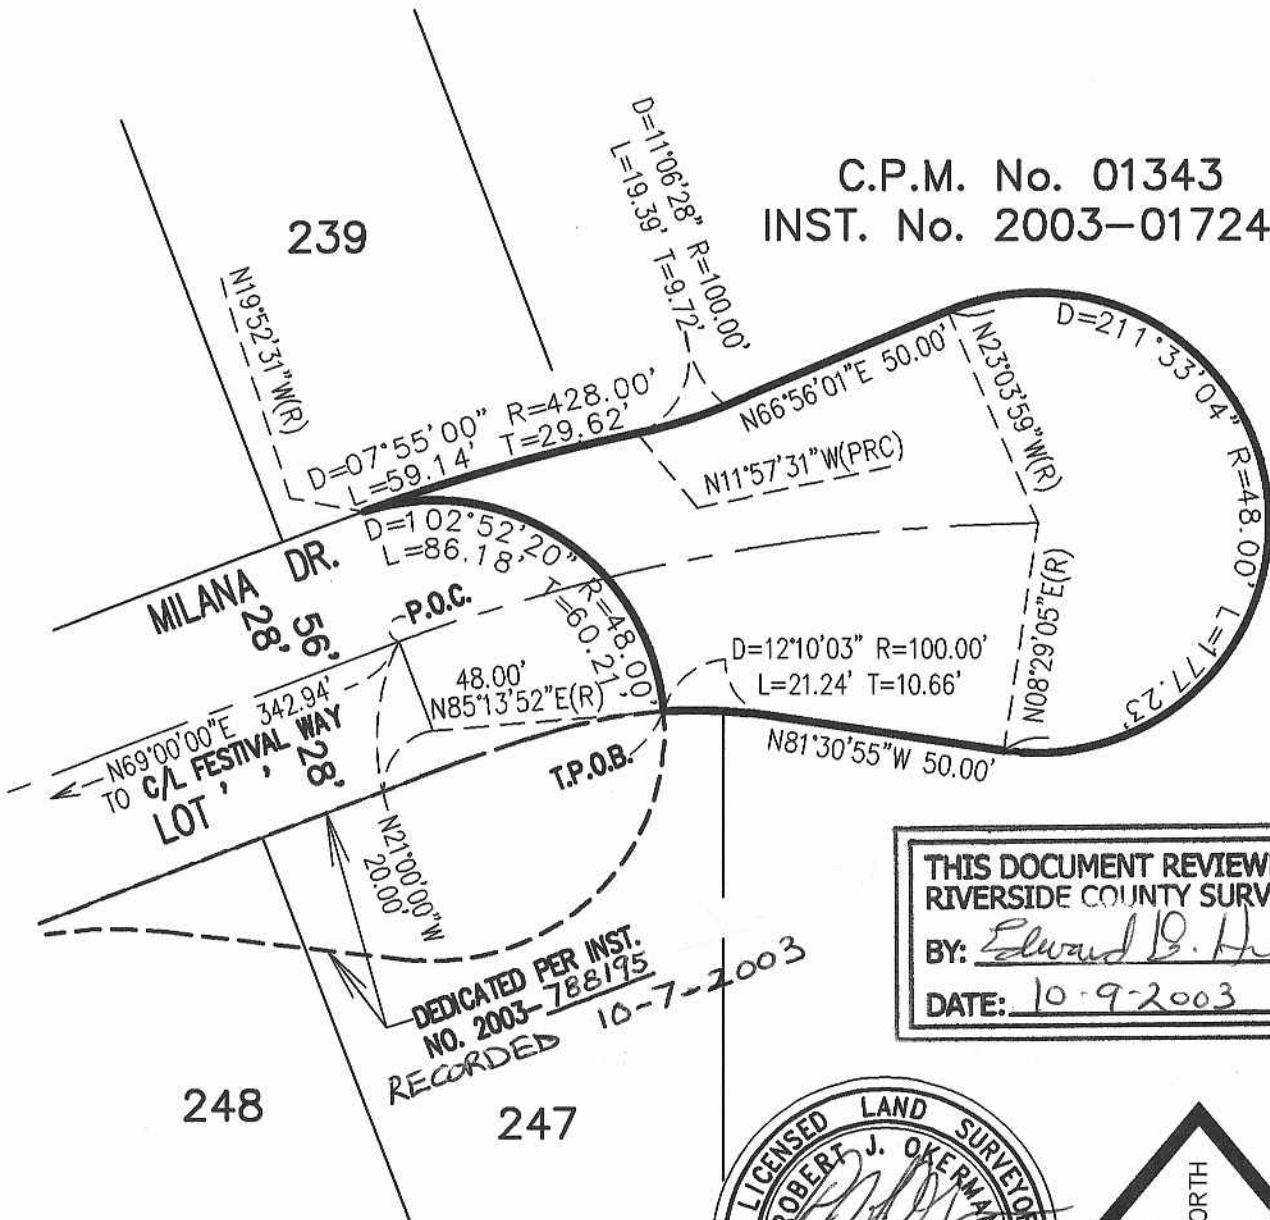 C.P.M. No. 01343
INST. No. 2003-01724
239
N19°52'31"W(R)
D=11°06'28" R=100.00'
L=19.39' T=9.72'
D=07°55'00" R=428.00'
L=59.14' T=29.62'
N66°56'01"E 50.00'
N11°57'31"W(PRC)
N23°03'59"W(R)
D=211°33'04" R=48.00' L=177.23'
D=102°52'20" R=48.00'
L=86.18' T=60.21'
MILANA DR.
56'
28'
P.O.C.
48.00'
N85°13'52"E(R)
D=12°10'03" R=100.00'
L=21.24' T=10.66'
N08°29'05"E(R)
N81°30'55"W 50.00'
T.P.O.B.
N69°00'00"E 342.94'
TO C/L FESTIVAL WAY
LOT ' '
28'
N21°00'00"W
20.00'
DEDICATED PER INST.
NO. 2003-788195
RECORDED 10-7-2003
248
247
THIS DOCUMENT REVIEW
RIVERSIDE COUNTY SURV
BY: Edward B.
DATE: 10-9-2003
LICENSED LAND SURVEYO
ROBERT J. OKERMA
ORTH